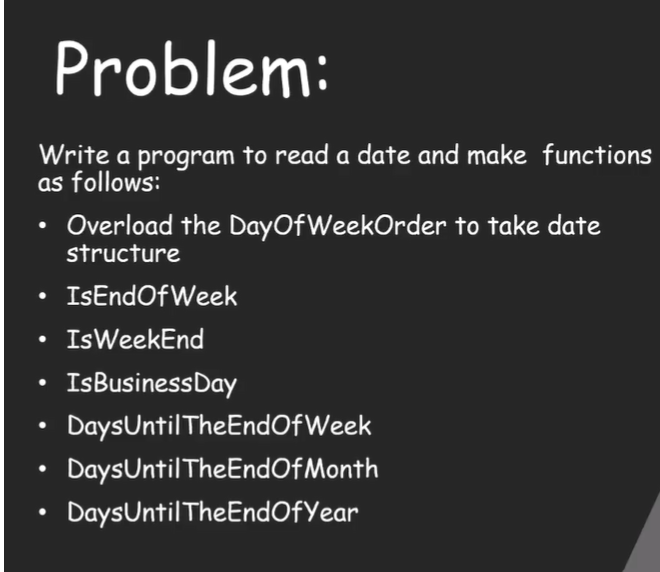 Problem:
Write a program to read a date and make functions
as follows:
• Overload the DayOfWeekOrder to take date
structure
• IsEndOfWeek
• IsWeekEnd
• IsBusinessDay
• DaysUntilTheEndOfWeek
• DaysUntilTheEndOfMonth
• DaysUntilTheEndOfYear